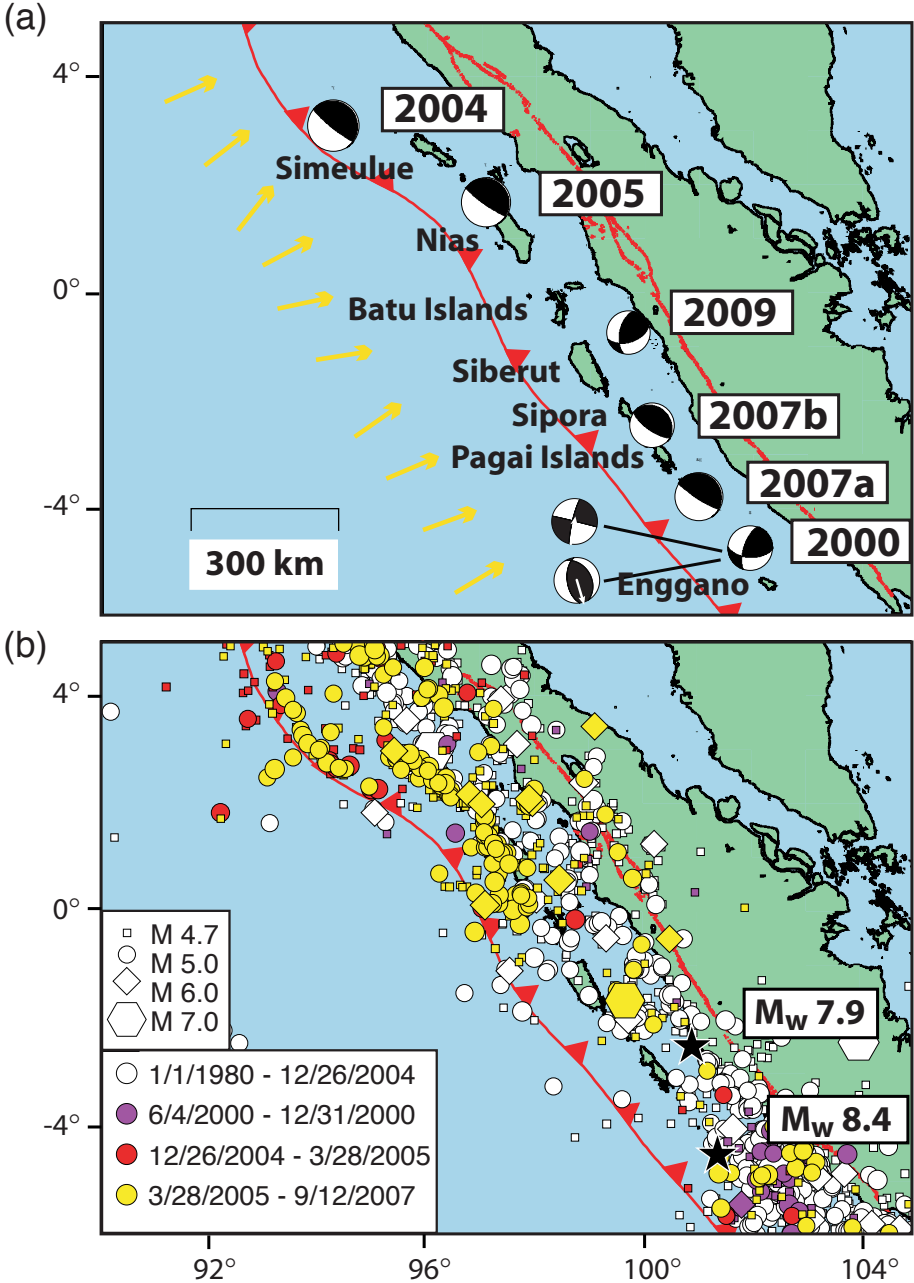 (a)
4°
2004
Simeulue
2005
Nias
0°
Batu Islands
2009
Siberut
Sipora
2007b
Pagai Islands
2007a
-4°
2000
300 km
Enggano
(b)
4°
0°
M 4.7
M 5.0
M 6.0
M 7.0
Mw 7.9
1/1/1980 - 12/26/2004
6/4/2000 - 12/31/2000
-4°
Mw 8.4
12/26/2004 - 3/28/2005
3/28/2005 - 9/12/2007
92° 96° 100° 104°